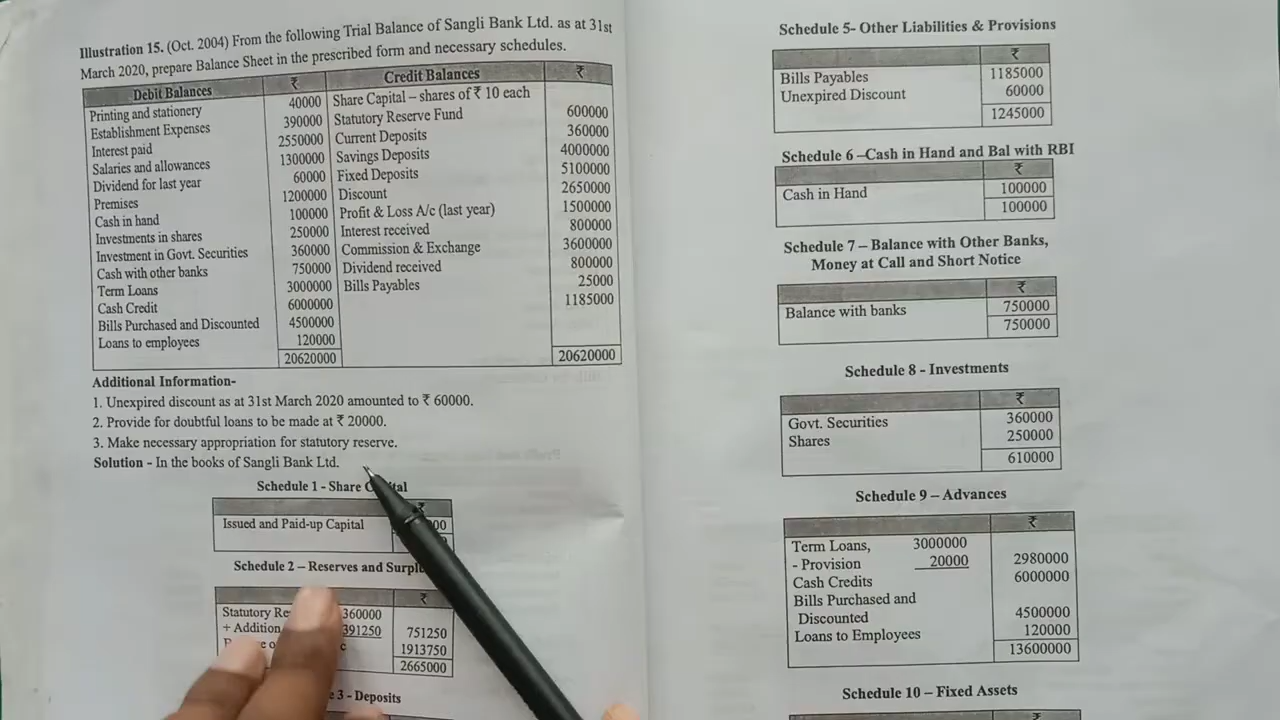 Illustration 15. (Oct. 2004) From the following Trial Balance of Sangli Bank Ltd. as at 31st
March 2020, prepare Balance Sheet in the prescribed form and necessary schedules.
Debit Balances ₹ Credit Balances ₹
Printing and stationery 40000 Share Capital – shares of ₹ 10 each 600000
Establishment Expenses 390000 Statutory Reserve Fund 360000
Interest paid 2550000 Current Deposits 4000000
Salaries and allowances 1300000 Savings Deposits 5100000
Dividend for last year 60000 Fixed Deposits 2650000
Premises 1200000 Discount 1500000
Cash in hand 100000 Profit & Loss A/c (last year) 800000
Investments in shares 250000 Interest received 3600000
Investment in Govt. Securities 360000 Commission & Exchange 800000
Cash with other banks 750000 Dividend received 25000
Term Loans 3000000 Bills Payables 1185000
Cash Credit 6000000
Bills Purchased and Discounted 4500000
Loans to employees 120000
20620000 20620000
Additional Information-
1. Unexpired discount as at 31st March 2020 amounted to ₹ 60000.
2. Provide for doubtful loans to be made at ₹ 20000.
3. Make necessary appropriation for statutory reserve.
Solution - In the books of Sangli Bank Ltd.
Schedule 1 - Share
₹
Issued and Paid-up Capital
Schedule 2 – Reserves and
₹
Statutory 360000
+ Addition 391250 751250
1913750
2665000
3 - Deposits
Schedule 5- Other Liabilities & Provisions
₹
Bills Payables 1185000
Unexpired Discount 60000
1245000
Schedule 6 –Cash in Hand and Bal with RBI
₹
Cash in Hand 100000
100000
Schedule 7 – Balance with Other Banks,
Money at Call and Short Notice
₹
Balance with banks 750000
750000
Schedule 8 - Investments
₹
Govt. Securities 360000
Shares 250000
610000
Schedule 9 – Advances
₹
Term Loans, 3000000
- Provision 20000 2980000
Cash Credits 6000000
Bills Purchased and
Discounted 4500000
Loans to Employees 120000
13600000
Schedule 10 – Fixed Assets
₹